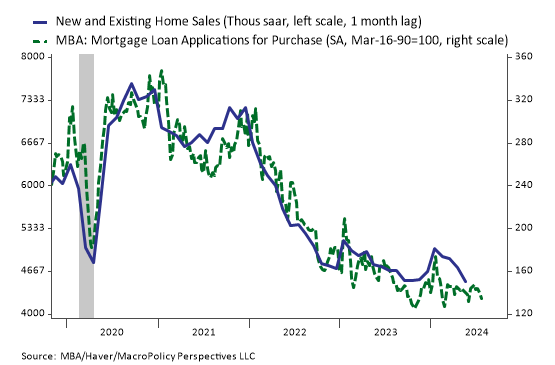 New and Existing Home Sales (Thous saar, left scale, 1 month lag)
MBA: Mortgage Loan Applications for Purchase (SA, Mar-16-90=100, right scale)
8000 360
7333 320
6667 280
6000 240
5333 200
4667 160
4000 120
2020 2021 2022 2023 2024
Source: MBA/Haver/MacroPolicy Perspectives LLC